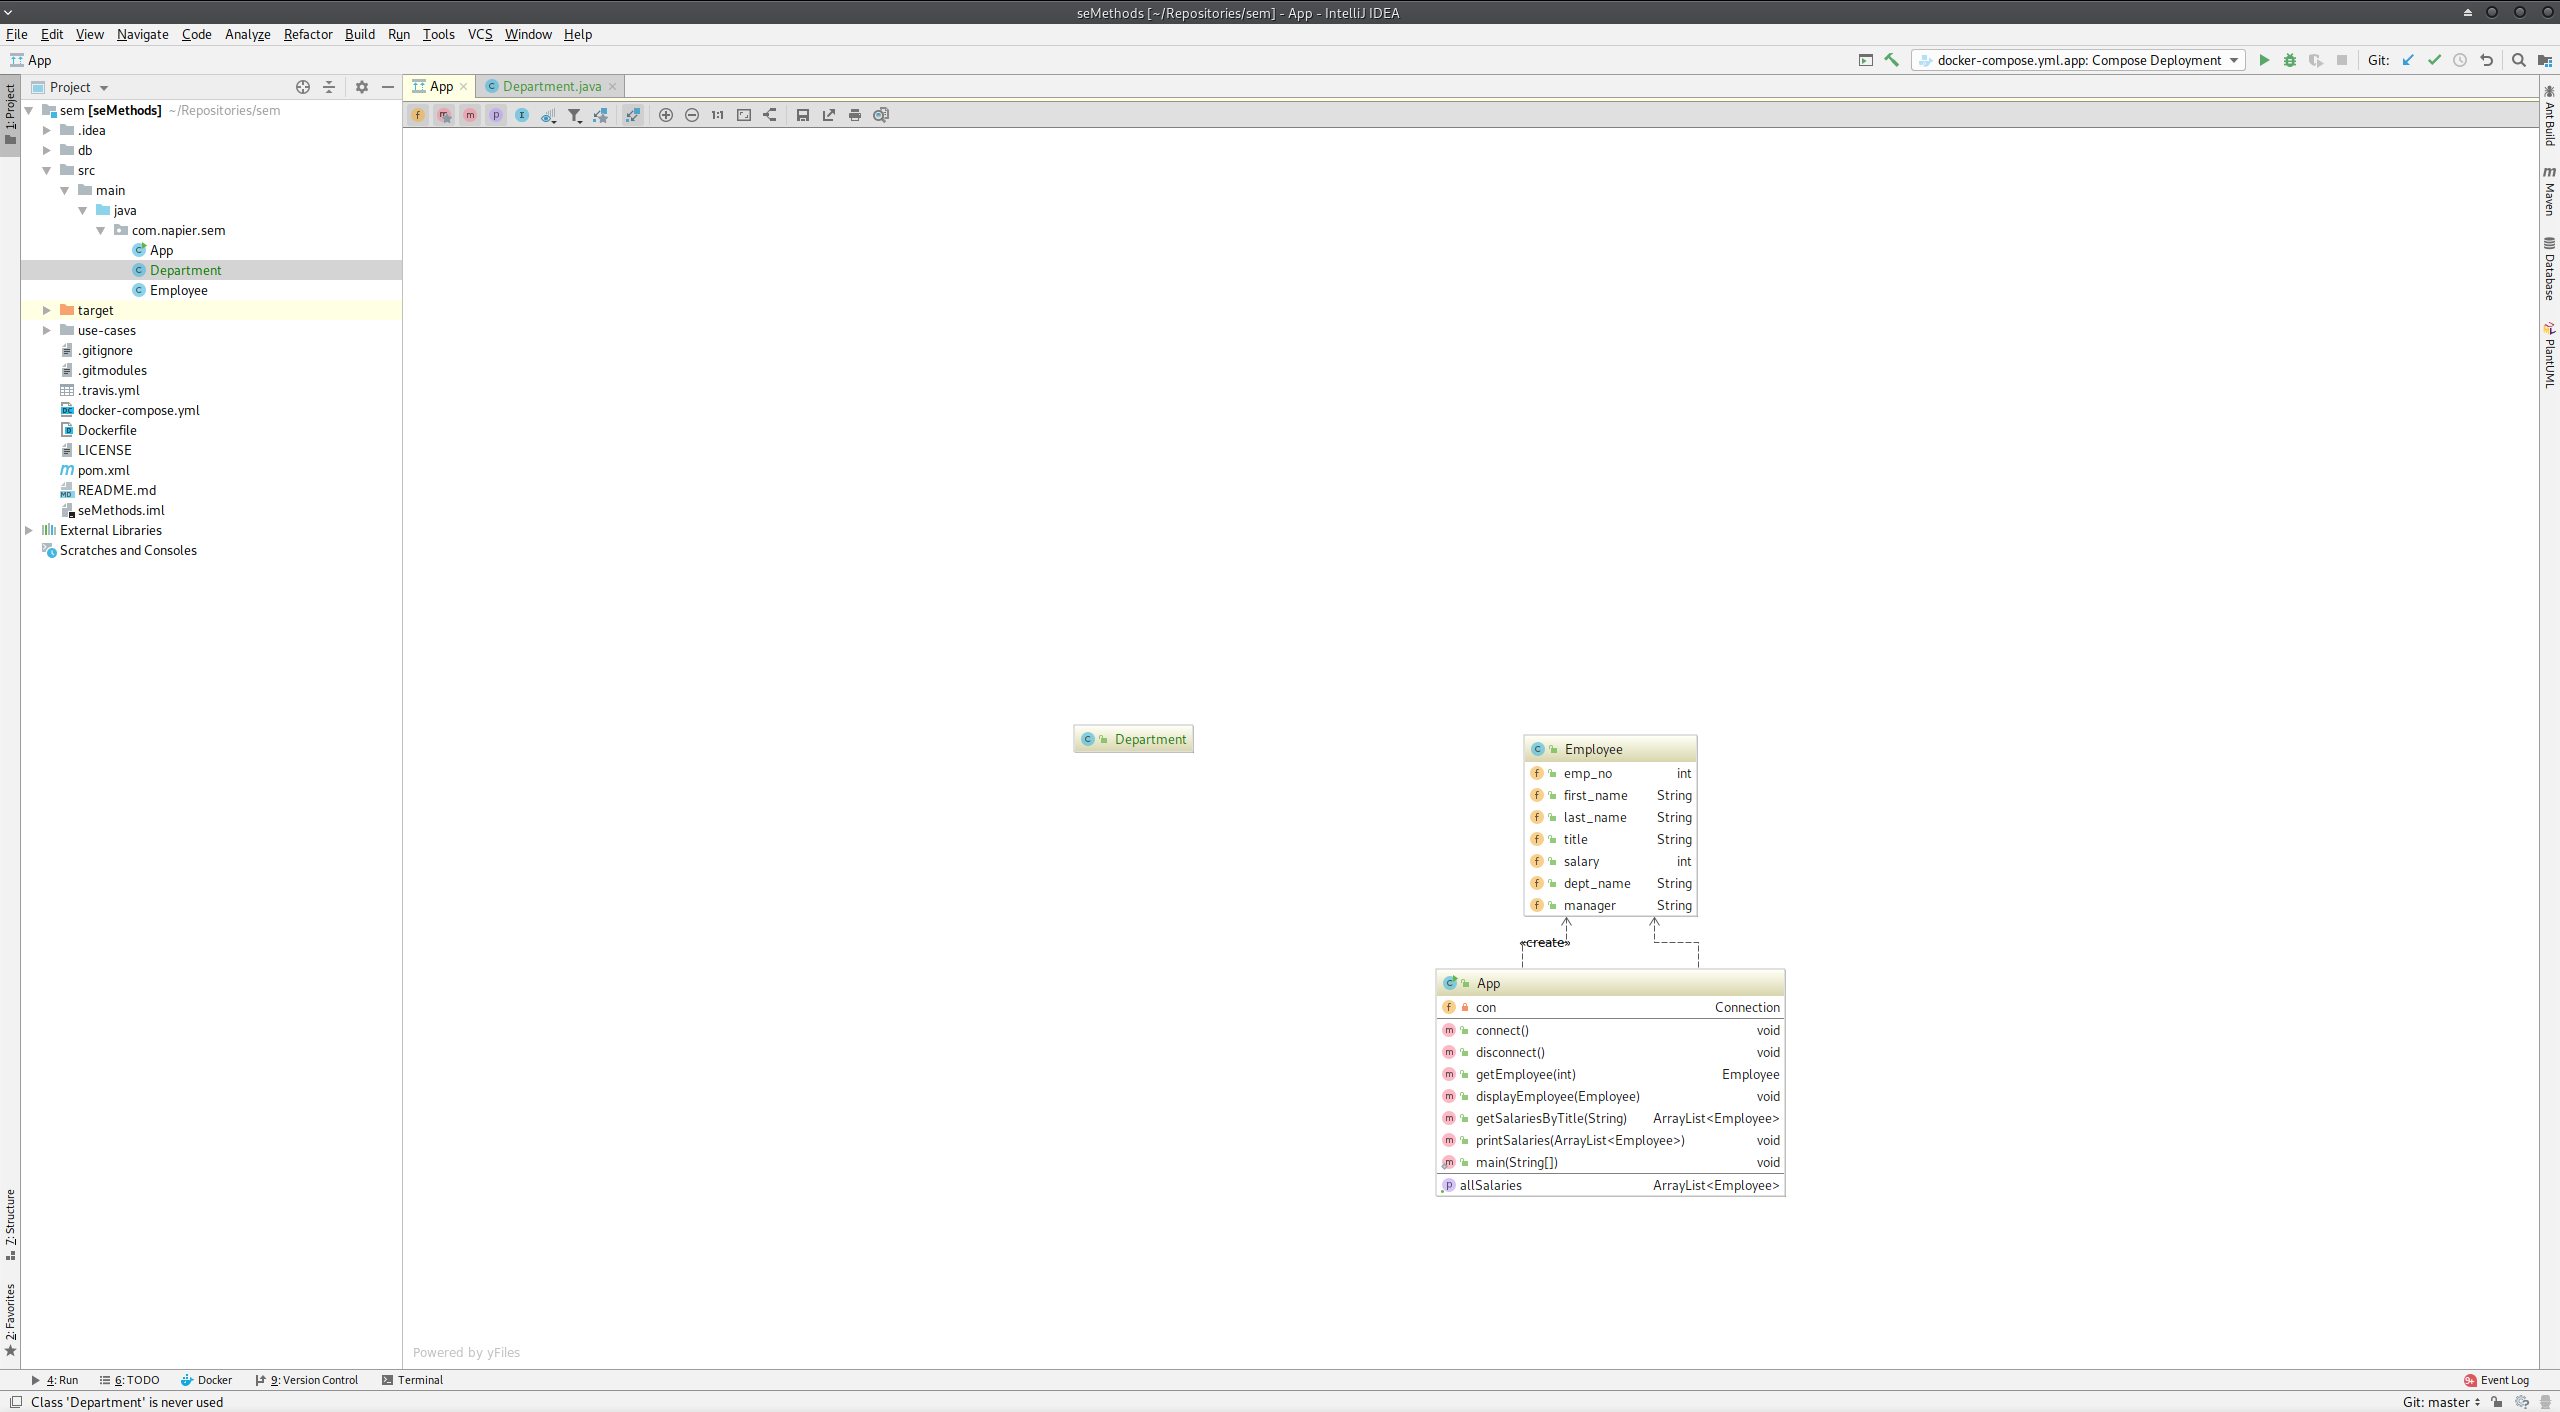 seMethods [~/Repositories/sem] - App - IntelliJ IDEA
File Edit View Navigate Code Analyze Refactor Build Run Tools VCS Window Help
App
docker-compose.yml.app: Compose Deployment
Git:
1: Project
Project
App
Department.java
1:1
sem [seMethods] ~/Repositories/sem
.idea
db
src
main
java
com.napier.sem
App
Department
Employee
target
use-cases
.gitignore
.gitmodules
.travis.yml
docker-compose.yml
Dockerfile
LICENSE
pom.xml
README.md
seMethods.iml
External Libraries
Scratches and Consoles
Department
Employee
emp_no int
first_name String
last_name String
title String
salary int
dept_name String
manager String
«create»
App
con Connection
connect() void
disconnect() void
getEmployee(int) Employee
displayEmployee(Employee) void
getSalariesByTitle(String) ArrayList<Employee>
printSalaries(ArrayList<Employee>) void
main(String[]) void
allSalaries ArrayList<Employee>
Powered by yFiles
Ant Build
Maven
Database
PlantUML
7: Structure
2: Favorites
4: Run 6: TODO Docker 9: Version Control Terminal
9+ Event Log
Class 'Department' is never used
Git: master